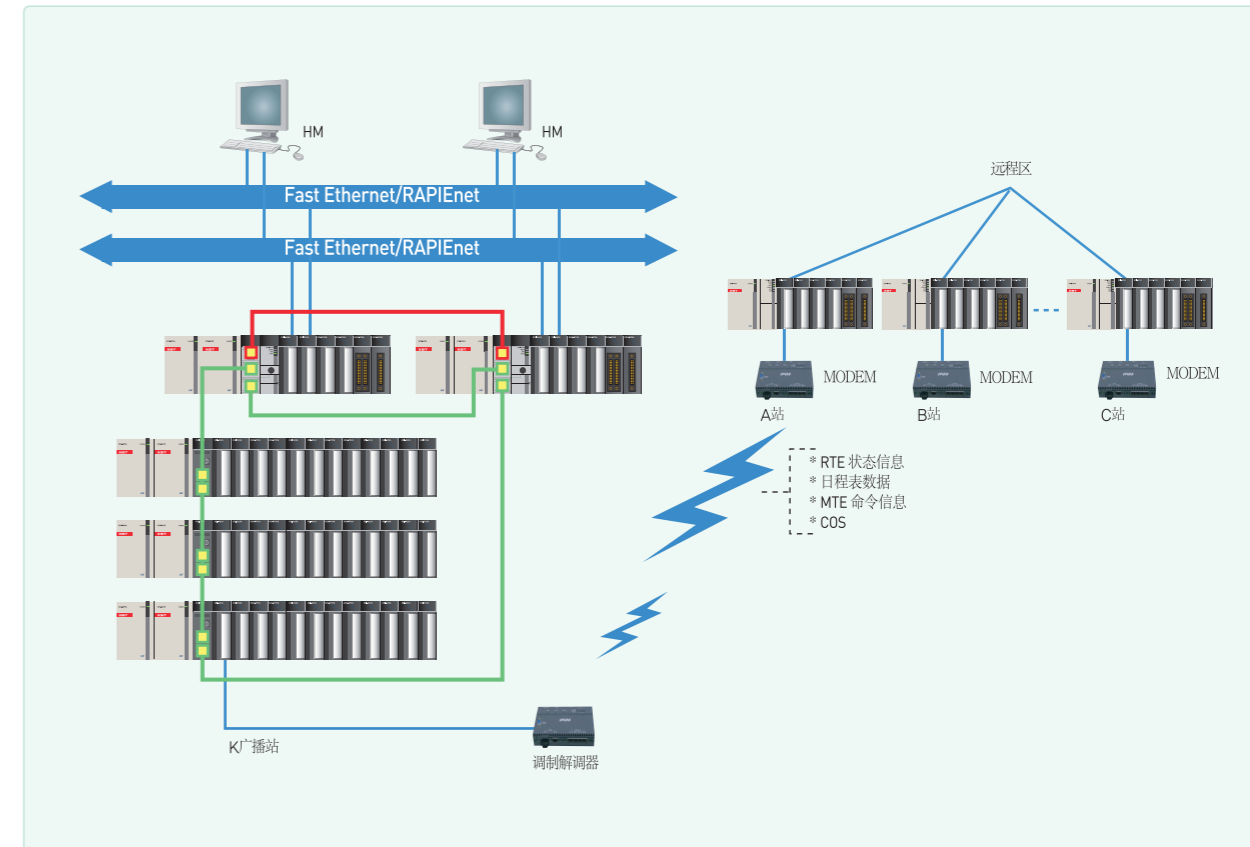 HM
HM
Fast Ethernet/RAPIEnet
Fast Ethernet/RAPIEnet
远程区
MODEM
MODEM
MODEM
A站
B站
C站
* RTE 状态信息
* 日程表数据
* MTE 命令信息
* COS
K广播站
调制解调器